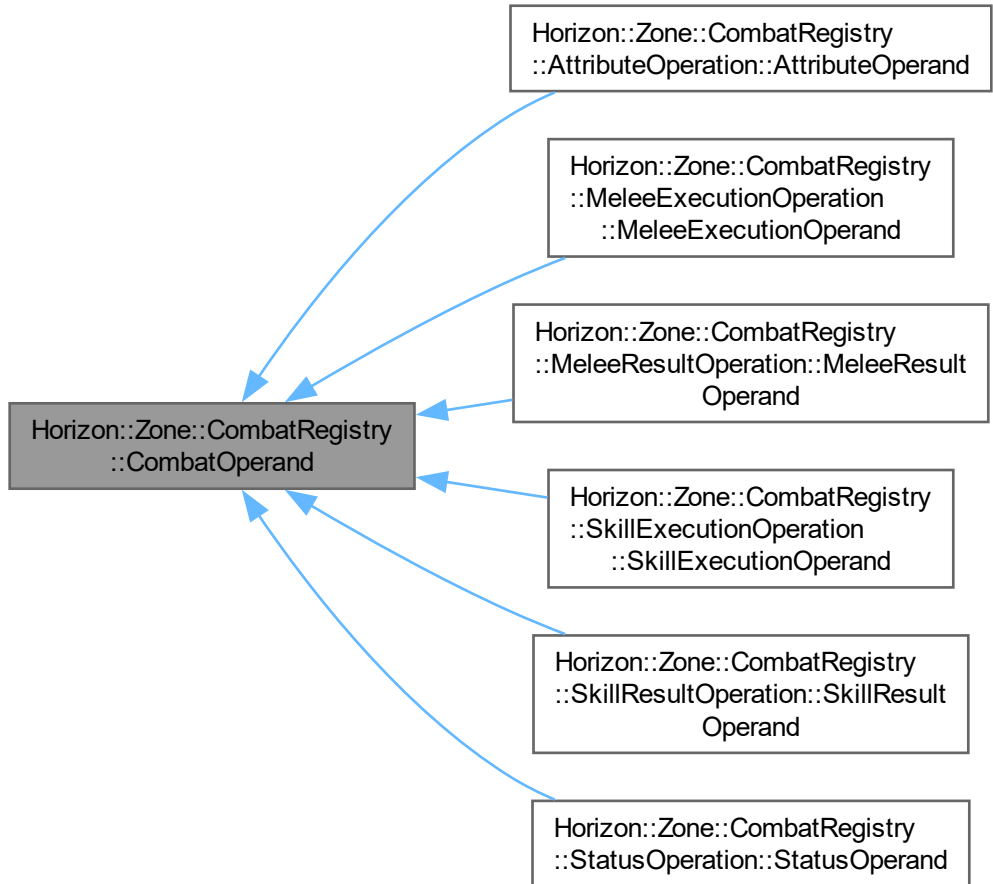 Horizon::Zone::CombatRegistry
::AttributeOperation::AttributeOperand
Horizon::Zone::CombatRegistry
::MeleeExecutionOperation
::MeleeExecutionOperand
Horizon::Zone::CombatRegistry
::MeleeResultOperation::MeleeResult
Operand
Horizon::Zone::CombatRegistry
::CombatOperand
Horizon::Zone::CombatRegistry
::SkillExecutionOperation
::SkillExecutionOperand
Horizon::Zone::CombatRegistry
::SkillResultOperation::SkillResult
Operand
Horizon::Zone::CombatRegistry
::StatusOperation::StatusOperand